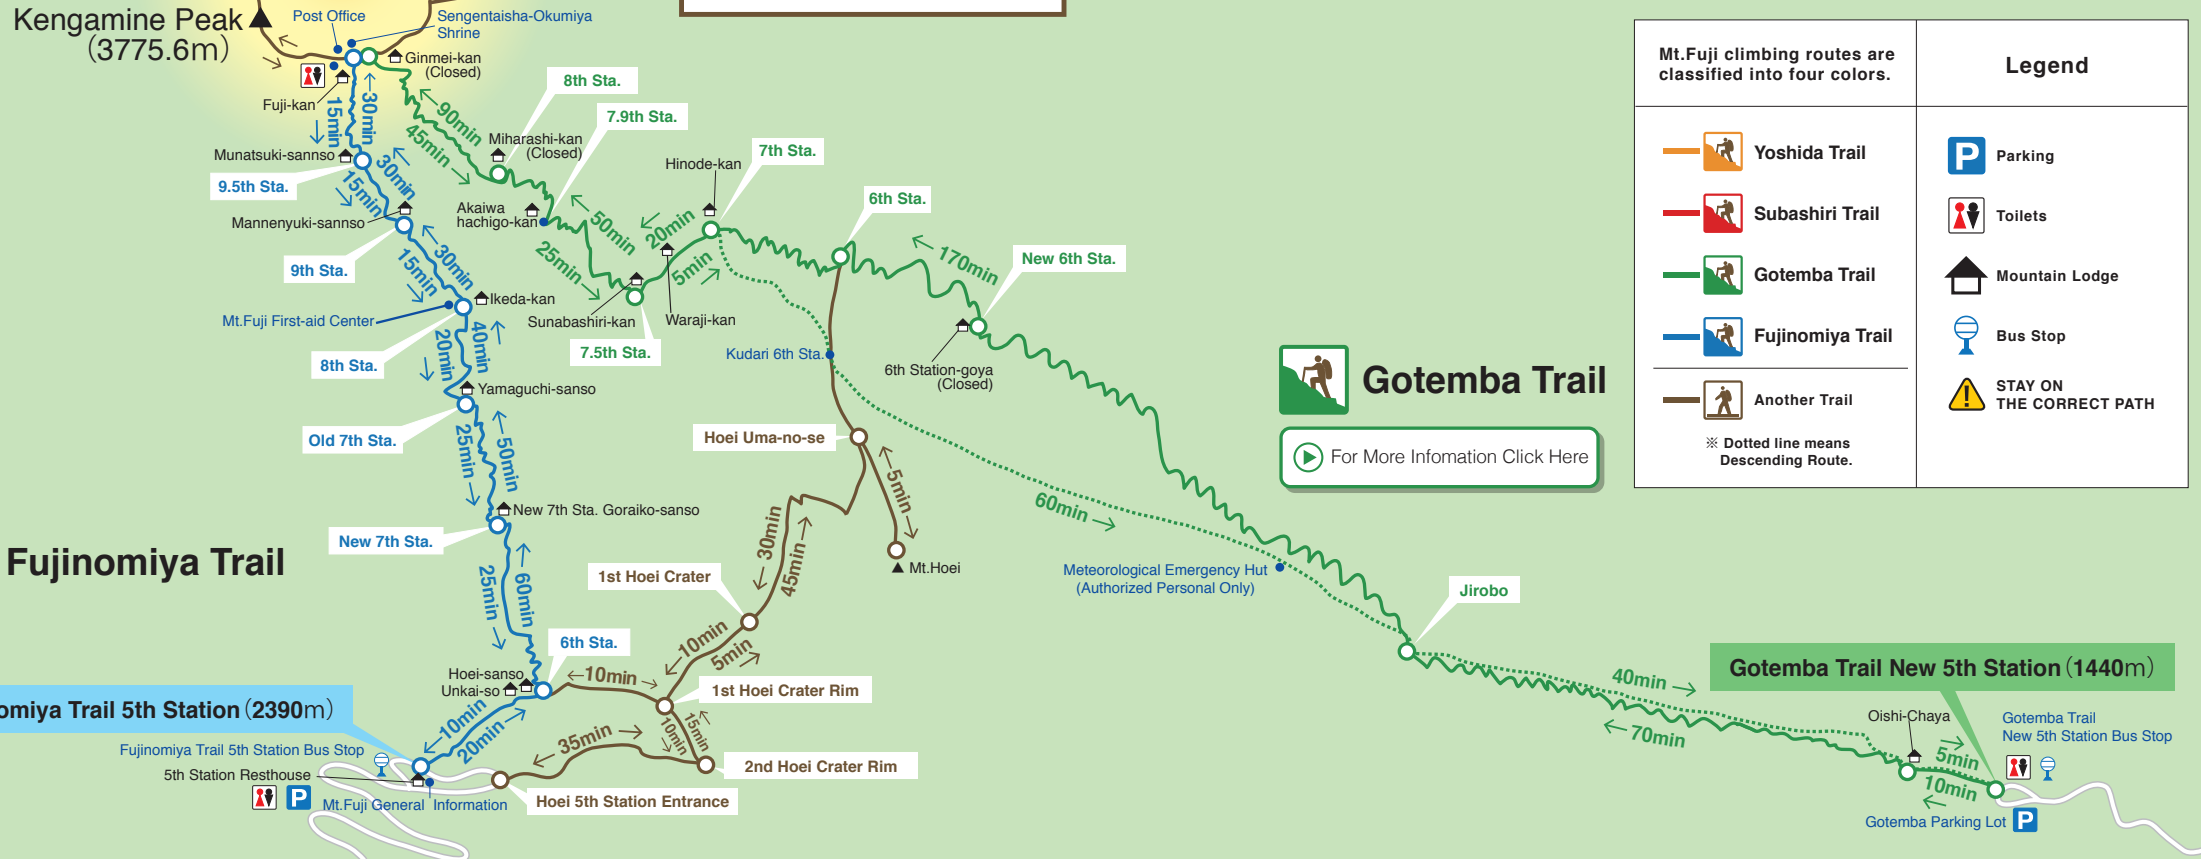 Kengamine Peak
(3775.6m)
Post Office
Sengentaisha-Okumiya
Shrine
Ginmei-kan
(Closed)
Fuji-kan
15min
30min
Munatsuki-sannso
9.5th Sta.
30min
15min
Mannenyuki-sannso
9th Sta.
30min
15min
Ikeda-kan
Mt.Fuji First-aid Center
8th Sta.
20min
40min
Yamaguchi-sanso
Old 7th Sta.
25min
50min
New 7th Sta. Goraiko-sanso
New 7th Sta.
Fujinomiya Trail
25min
60min
6th Sta.
Hoei-sanso
Unkai-so
omiya Trail 5th Station (2390m)
10min
20min
Fujinomiya Trail 5th Station Bus Stop
5th Station Resthouse
P
Mt.Fuji General Information
90min
45min
8th Sta.
Miharashi-kan
(Closed)
7.9th Sta.
Akaiwa
hachigo-kan
50min
25min
Sunabashiri-kan
7.5th Sta.
Hinode-kan
7th Sta.
20min
5min
Waraji-kan
6th Sta.
Kudari 6th Sta.
170min
New 6th Sta.
6th Station-goya
(Closed)
Hoei Uma-no-se
5min
Mt.Hoei
30min
45min
1st Hoei Crater
10min
5min
10min
1st Hoei Crater Rim
10min
15min
35min
2nd Hoei Crater Rim
Hoei 5th Station Entrance
60min
Meteorological Emergency Hut
(Authorized Personal Only)
Gotemba Trail
For More Infomation Click Here
Jirobo
40min
70min
Gotemba Trail New 5th Station (1440m)
Oishi-Chaya
Gotemba Trail
New 5th Station Bus Stop
5min
10min
Gotemba Parking Lot
P
Mt.Fuji climbing routes are
classified into four colors.
Yoshida Trail
Subashiri Trail
Gotemba Trail
Fujinomiya Trail
Another Trail
※ Dotted line means
Descending Route.
Legend
P
Parking
Toilets
Mountain Lodge
Bus Stop
!
STAY ON
THE CORRECT PATH